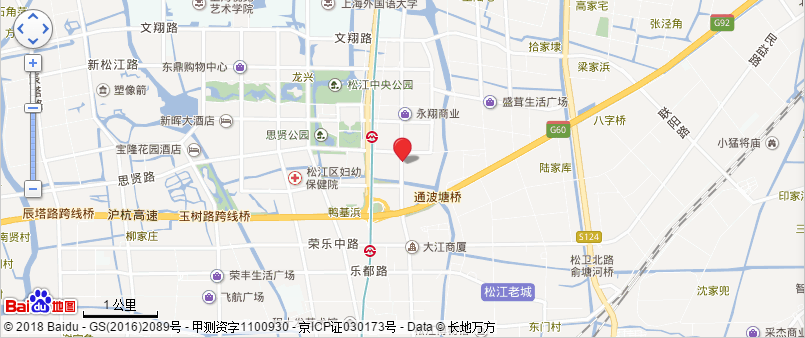 艺术学院
上海外国语大学
高家宅
石角
文翔路
文翔路
G92
张泾角
拾家埭
新松江路
东鼎购物中心
龙兴
松江中央公园
梁家浜
塑像箭
永翔商业
盛茸生活广场
新晖大酒店
思贤公园
G60
八字桥
宝隆花园酒店
小猛将庙
思贤路
松江区妇幼
保健院
陆家库
通波塘桥
印家
辰塔路跨线桥
沪杭高速
玉树路跨线桥
鸭基浜
南贤村
柳家庄
荣乐中路
大江商厦
S124
松卫北路
俞塘河桥
荣丰生活广场
乐都路
飞航广场
松江老城
沈家兜
Bai du 地图
1 公里
东门村
采杰商务
© 2018 Baidu - GS(2016)2089号 - 甲测资字1100930 - 京ICP证030173号 - Data © 长地万方